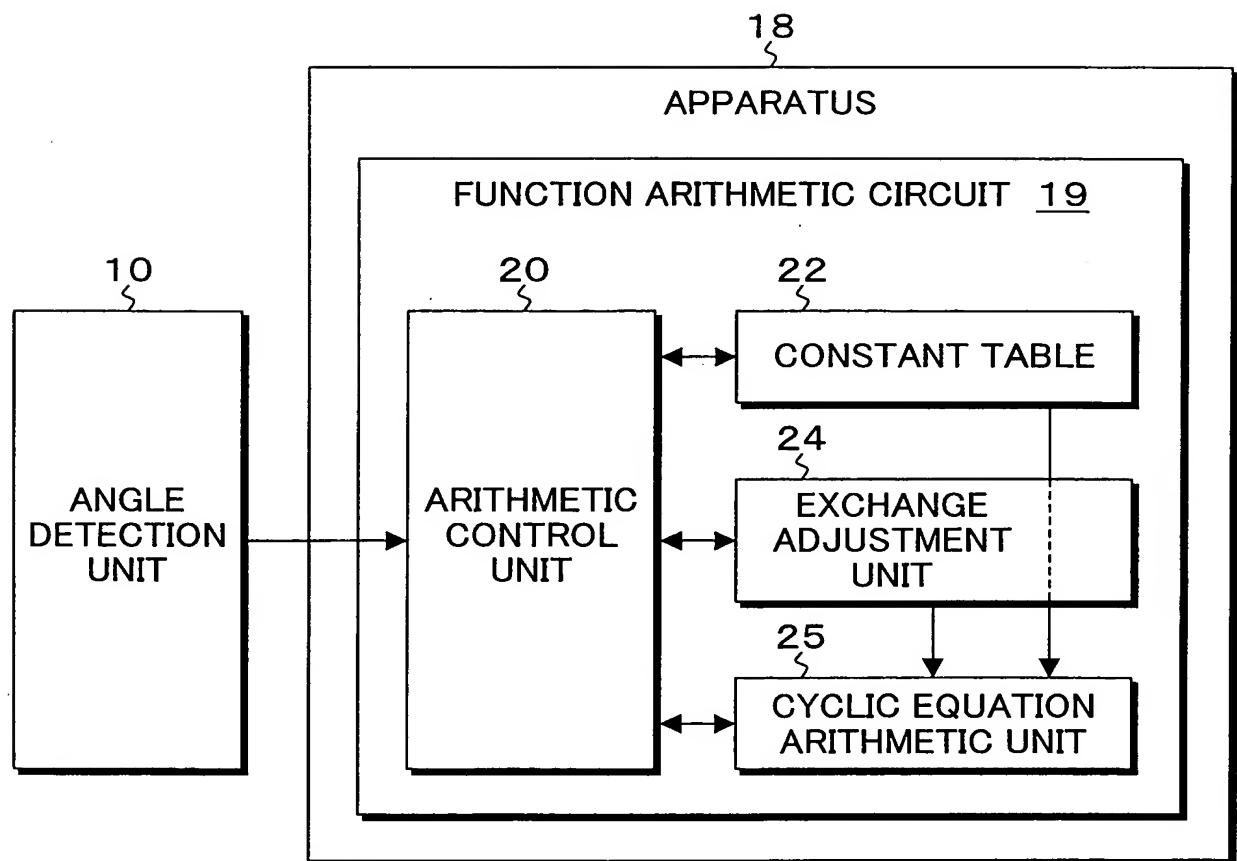 18
APPARATUS
FUNCTION ARITHMETIC CIRCUIT 19
10
20
22
CONSTANT TABLE
24
ANGLE
DETECTION
UNIT
ARITHMETIC
CONTROL
UNIT
EXCHANGE
ADJUSTMENT
UNIT
25
CYCLIC EQUATION
ARITHMETIC UNIT